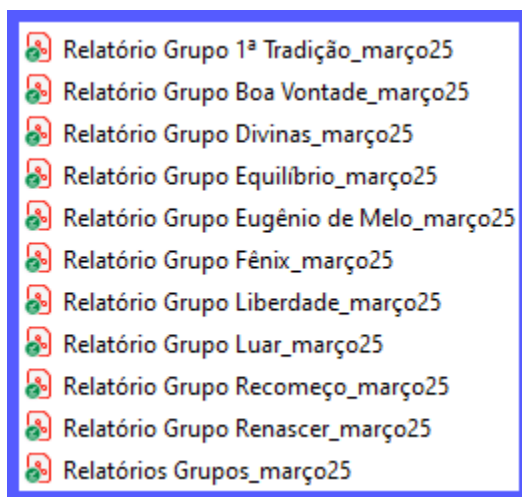 Relatório Grupo 1ª Tradição_março25
Relatório Grupo Boa Vontade_março25
Relatório Grupo Divinas_março25
Relatório Grupo Equilíbrio_março25
Relatório Grupo Eugênio de Melo_março25
Relatório Grupo Fênix_março25
Relatório Grupo Liberdade_março25
Relatório Grupo Luar_março25
Relatório Grupo Recomeço_março25
Relatório Grupo Renascer_março25
Relatórios Grupos_março25